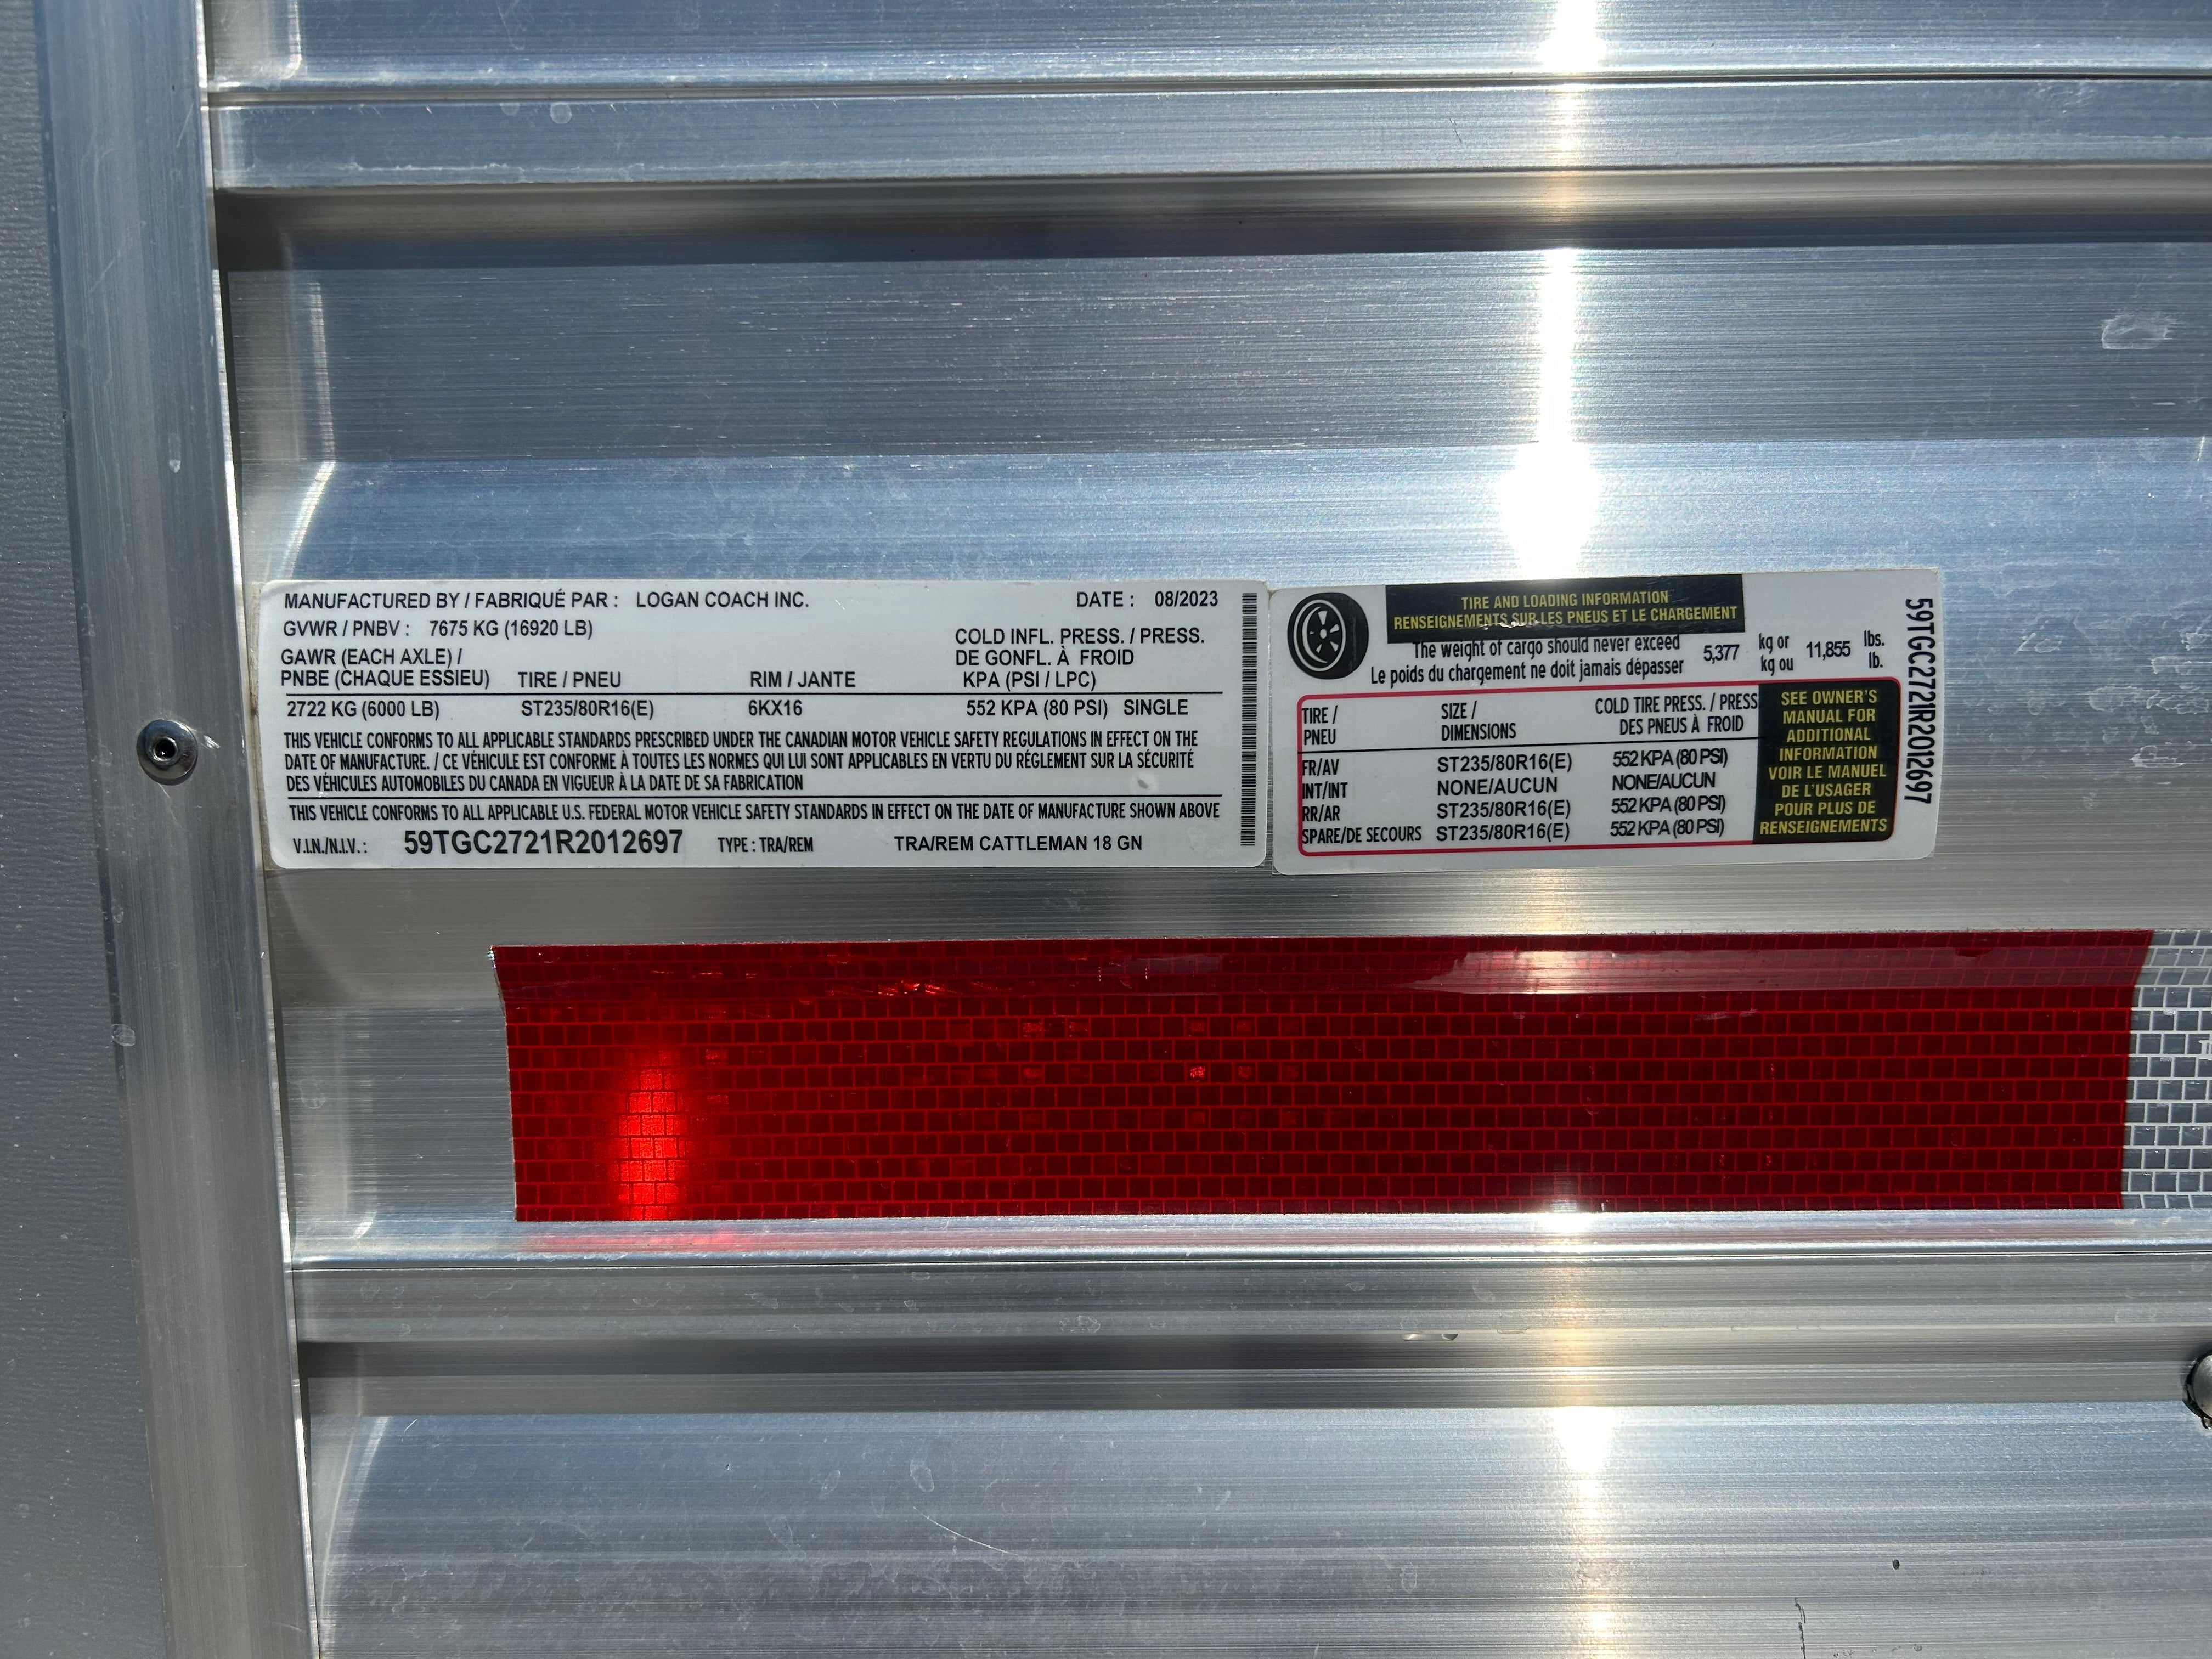 MANUFACTURED BY / FABRIQUÉ PAR : LOGAN COACH INC. DATE : 08/2023
GVWR / PNBV : 7675 KG (16920 LB)
GAWR (EACH AXLE) /
PNBE (CHAQUE ESSIEU) TIRE / PNEU RIM / JANTE
COLD INFL. PRESS. / PRESS.
DE GONFL. À FROID
KPA (PSI / LPC)
2722 KG (6000 LB) ST235/80R16(E) 6KX16 552 KPA (80 PSI) SINGLE
THIS VEHICLE CONFORMS TO ALL APPLICABLE STANDARDS PRESCRIBED UNDER THE CANADIAN MOTOR VEHICLE SAFETY REGULATIONS IN EFFECT ON THE
DATE OF MANUFACTURE. / CE VÉHICULE EST CONFORME À TOUTES LES NORMES QUI LUI SONT APPLICABLES EN VERTU DU RÉGLEMENT SUR LA SÉCURITÉ
DES VÉHICULES AUTOMOBILES DU CANADA EN VIGUEUR À LA DATE DE SA FABRICATION
THIS VEHICLE CONFORMS TO ALL APPLICABLE U.S. FEDERAL MOTOR VEHICLE SAFETY STANDARDS IN EFFECT ON THE DATE OF MANUFACTURE SHOWN ABOVE
V.I.N./N.I.V.: 59TGC2721R2012697 TYPE : TRA/REM TRA/REM CATTLEMAN 18 GN
TIRE AND LOADING INFORMATION
RENSEIGNEMENTS SUR LES PNEUS ET LE CHARGEMENT
The weight of cargo should never exceed 5,377 kg or 11,855 lbs.
Le poids du chargement ne doit jamais dépasser kg ou lb.
TIRE / SIZE / COLD TIRE PRESS. / PRESS
PNEU DIMENSIONS DES PNEUS À FROID
FR/AV ST235/80R16(E) 552 KPA (80 PSI)
INT/INT NONE/AUCUN NONE/AUCUN
RR/AR ST235/80R16(E) 552 KPA (80 PSI)
SPARE/DE SECOURS ST235/80R16(E) 552 KPA (80 PSI)
SEE OWNER'S
MANUAL FOR
ADDITIONAL
INFORMATION
VOIR LE MANUEL
DE L'USAGER
POUR PLUS DE
RENSEIGNEMENTS
59TGC2721R2012697